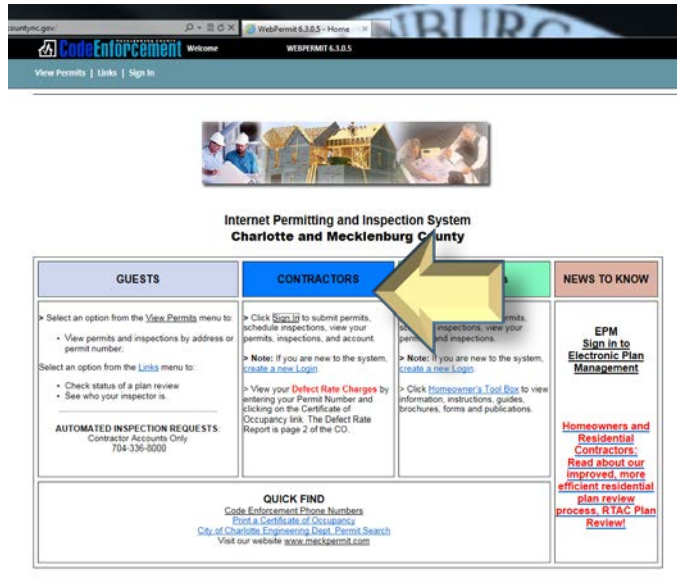 countync.gov/
WebPermit 6.3.0.5 - Home
CodeEnforcement Welcome WEBPERMIT 6.3.0.5
View Permits | Links | Sign In
Internet Permitting and Inspection System
Charlotte and Mecklenburg County
GUESTS
> Select an option from the View Permits menu to:
• View permits and inspections by address or
permit number;
Select an option from the Links menu to:
• Check status of a plan review
• See who your inspector is.
AUTOMATED INSPECTION REQUESTS:
Contractor Accounts Only
704-336-8000
CONTRACTORS
> Click Sign In to submit permits,
schedule inspections, view your
permits, inspections, and account.
> Note: If you are new to the system,
create a new Login.
> View your Defect Rate Charges by
entering your Permit Number and
clicking on the Certificate of
Occupancy link. The Defect Rate
Report is page 2 of the CO.
permits,
inspections, view your
and inspections.
> Note: If you are new to the system,
create a new Login.
> Click Homeowner's Tool Box to view
information, instructions, guides,
brochures, forms and publications.
NEWS TO KNOW
EPM
Sign in to
Electronic Plan
Management
Homeowners and
Residential
Contractors:
Read about our
improved, more
efficient residential
plan review
process, RTAC Plan
Review!
QUICK FIND
Code Enforcement Phone Numbers
Print a Certificate of Occupancy
City of Charlotte Engineering Dept. Permit Search
Visit our website www.meckpermit.com